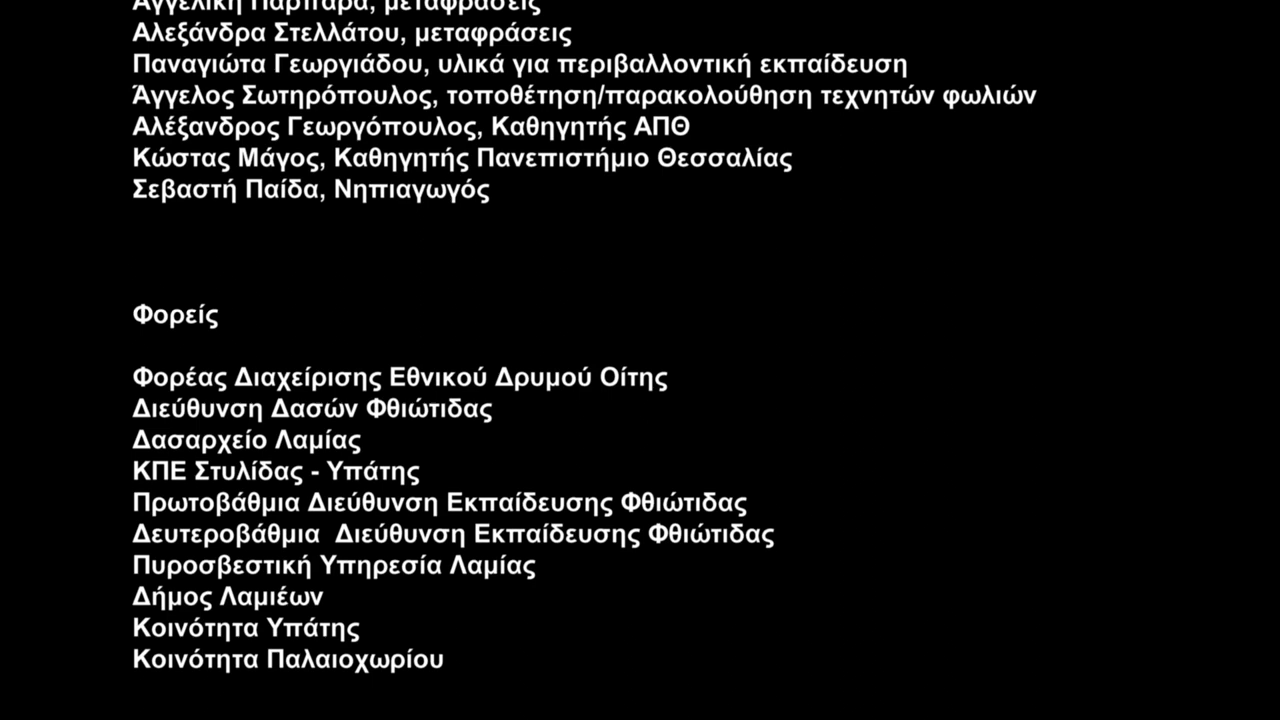 μεταφράσεις
Αλεξάνδρα Στελλάτου, μεταφράσεις
Παναγιώτα Γεωργιάδου, υλικά για περιβαλλοντική εκπαίδευση
Άγγελος Σωτηρόπουλος, τοποθέτηση/παρακολούθηση τεχνητών φωλιών
Αλέξανδρος Γεωργόπουλος, Καθηγητής ΑΠΘ
Κώστας Μάγος, Καθηγητής Πανεπιστήμιο Θεσσαλίας
Σεβαστή Παίδα, Νηπιαγωγός
Φορείς
Φορέας Διαχείρισης Εθνικού Δρυμού Οίτης
Διεύθυνση Δασών Φθιώτιδας
Δασαρχείο Λαμίας
ΚΠΕ Στυλίδας - Υπάτης
Πρωτοβάθμια Διεύθυνση Εκπαίδευσης Φθιώτιδας
Δευτεροβάθμια  Διεύθυνση Εκπαίδευσης Φθιώτιδας
Πυροσβεστική Υπηρεσία Λαμίας
Δήμος Λαμιέων
Κοινότητα Υπάτης
Κοινότητα Παλαιοχωρίου